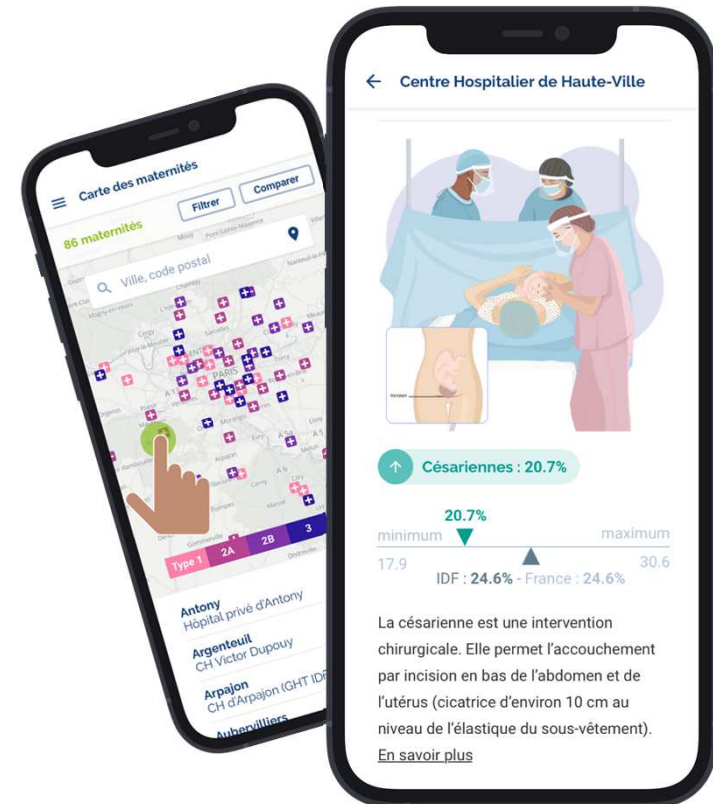 Carte des maternités
86 maternités
Filtrer
Comparer
Ville, code postal
PARIS
Type 1 2A 2B 3
Antony
Hôpital privé d'Antony
Argenteuil
CH Victor Dupouy
Arpajon
CH d'Arpajon (GHT IDF
Aubervilliers
Centre Hospitalier de Haute-Ville
Incision
Césariennes : 20.7%
20.7%
minimum maximum
17.9 30.6
IDF : 24.6% - France : 24.6%
La césarienne est une intervention
chirurgicale. Elle permet l'accouchement
par incision en bas de l'abdomen et de
l'utérus (cicatrice d'environ 10 cm au
niveau de l'élastique du sous-vêtement).
En savoir plus